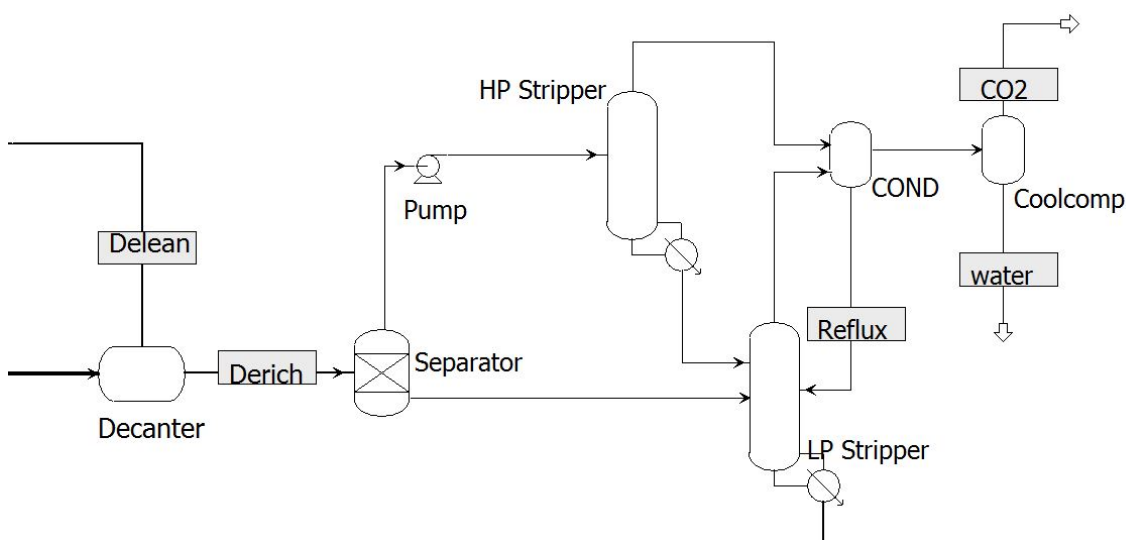 HP Stripper
CO2
COND
Coolcomp
Pump
Delean
water
Reflux
Separator
Derich
Decanter
LP Stripper